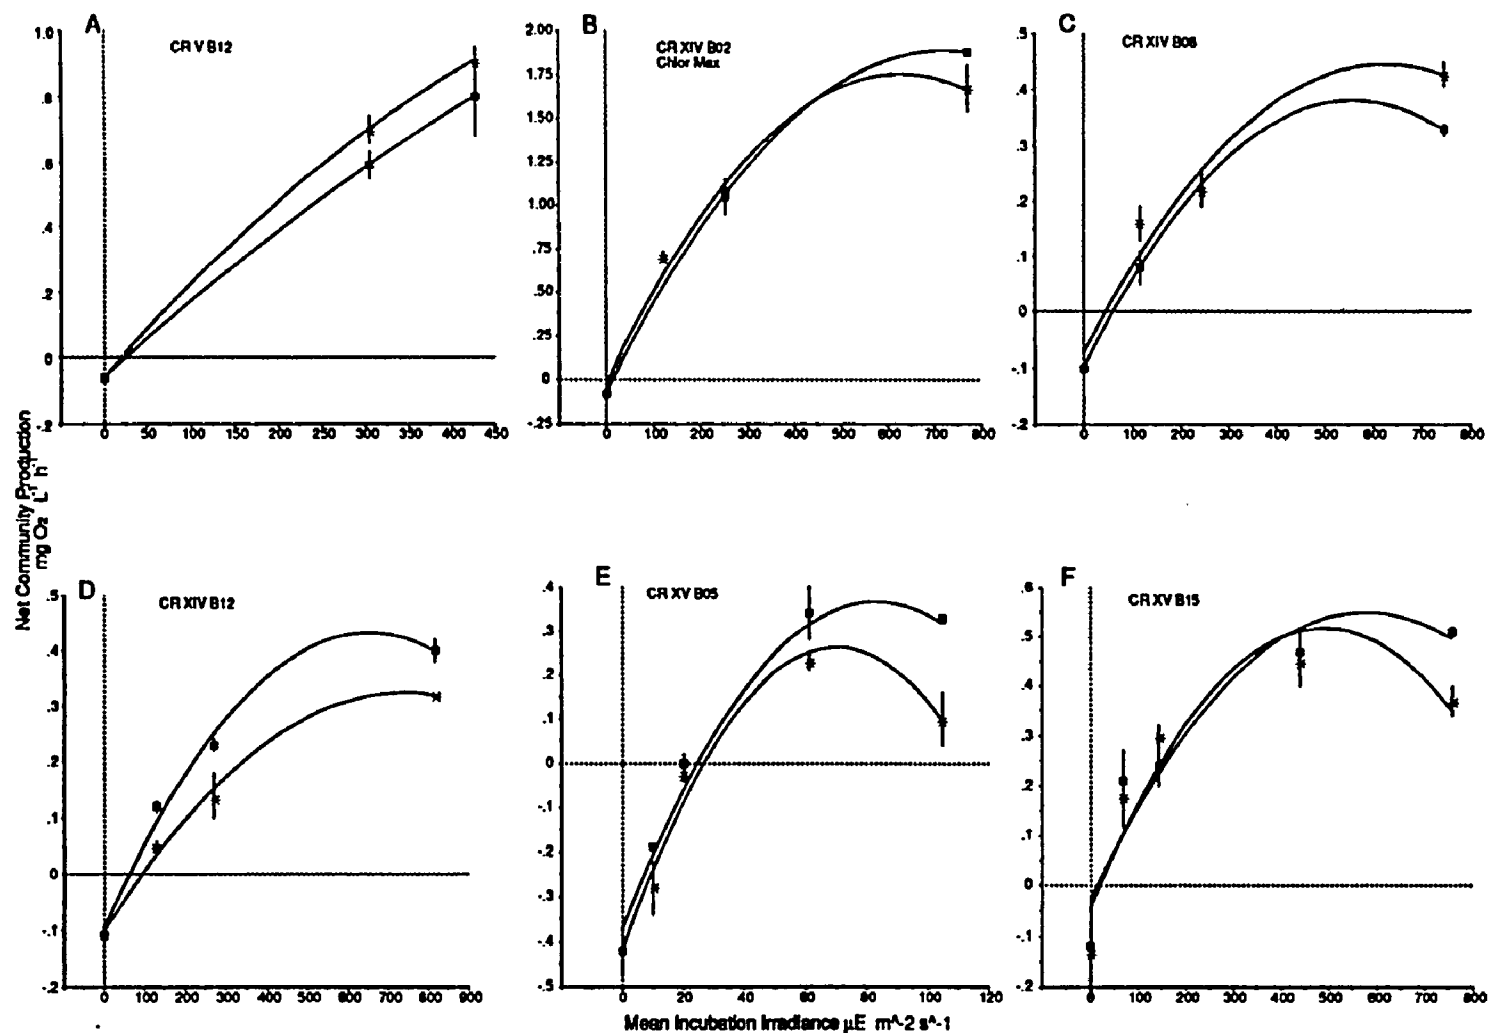 A
CR V B12
1.0
.8
.6
.4
.2
0
-.2
0 50 100 150 200 250 300 350 400 450
B
CR XIV B02
Chlor Max
2.00
1.75
1.50
1.25
1.00
.75
.50
.25
0
-.25
0 100 200 300 400 500 600 700 800
C
CR XIV B08
.5
.4
.3
.2
.1
0
-.1
-.2
0 100 200 300 400 500 600 700 800
Net Community Production
mg O2 L-1 h-1
D
CR XIV B12
.5
.4
.3
.2
.1
0
-.1
-.2
0 100 200 300 400 500 600 700 800 900
E
CR XV B05
.4
.3
.2
.1
0
-.1
-.2
-.3
-.4
-.5
0 20 40 60 80 100 120
F
CR XV B15
.6
.5
.4
.3
.2
.1
0
-.1
-.2
0 100 200 300 400 500 600 700 800
Mean Incubation Irradiance µE m^-2 s^-1